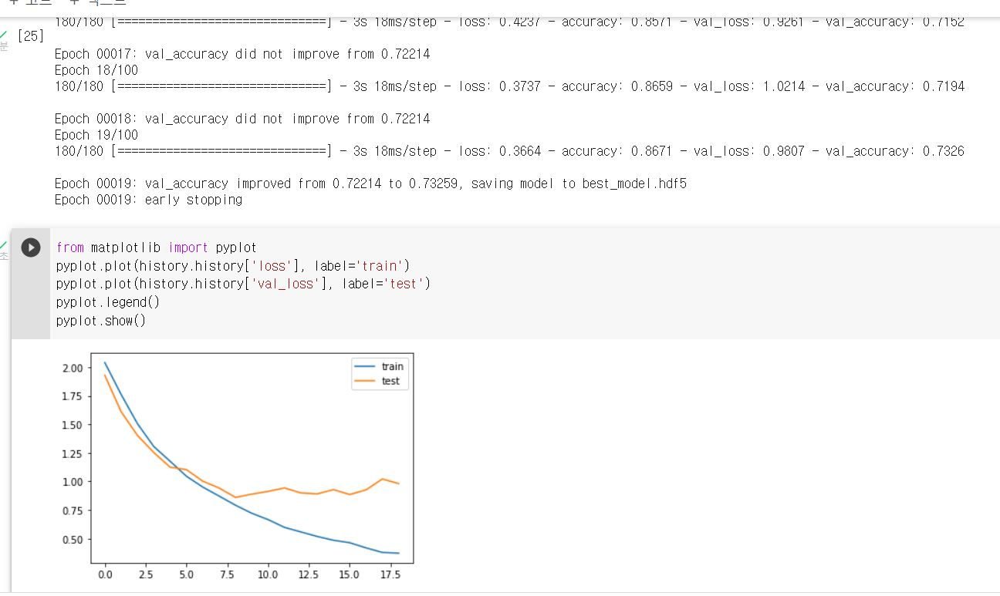 + 코드 + 텍스트
180/180 [==============================] - 3s 18ms/step - loss: 0.4237 - accuracy: 0.8571 - val_loss: 0.9261 - val_accuracy: 0.7152
[25]
분
Epoch 00017: val_accuracy did not improve from 0.72214
Epoch 18/100
180/180 [==============================] - 3s 18ms/step - loss: 0.3737 - accuracy: 0.8659 - val_loss: 1.0214 - val_accuracy: 0.7194
Epoch 00018: val_accuracy did not improve from 0.72214
Epoch 19/100
180/180 [==============================] - 3s 18ms/step - loss: 0.3664 - accuracy: 0.8671 - val_loss: 0.9807 - val_accuracy: 0.7326
Epoch 00019: val_accuracy improved from 0.72214 to 0.73259, saving model to best_model.hdf5
Epoch 00019: early stopping
초
from matplotlib import pyplot
pyplot.plot(history.history['loss'], label='train')
pyplot.plot(history.history['val_loss'], label='test')
pyplot.legend()
pyplot.show()
train
test
2.00
1.75
1.50
1.25
1.00
0.75
0.50
0.0 2.5 5.0 7.5 10.0 12.5 15.0 17.5